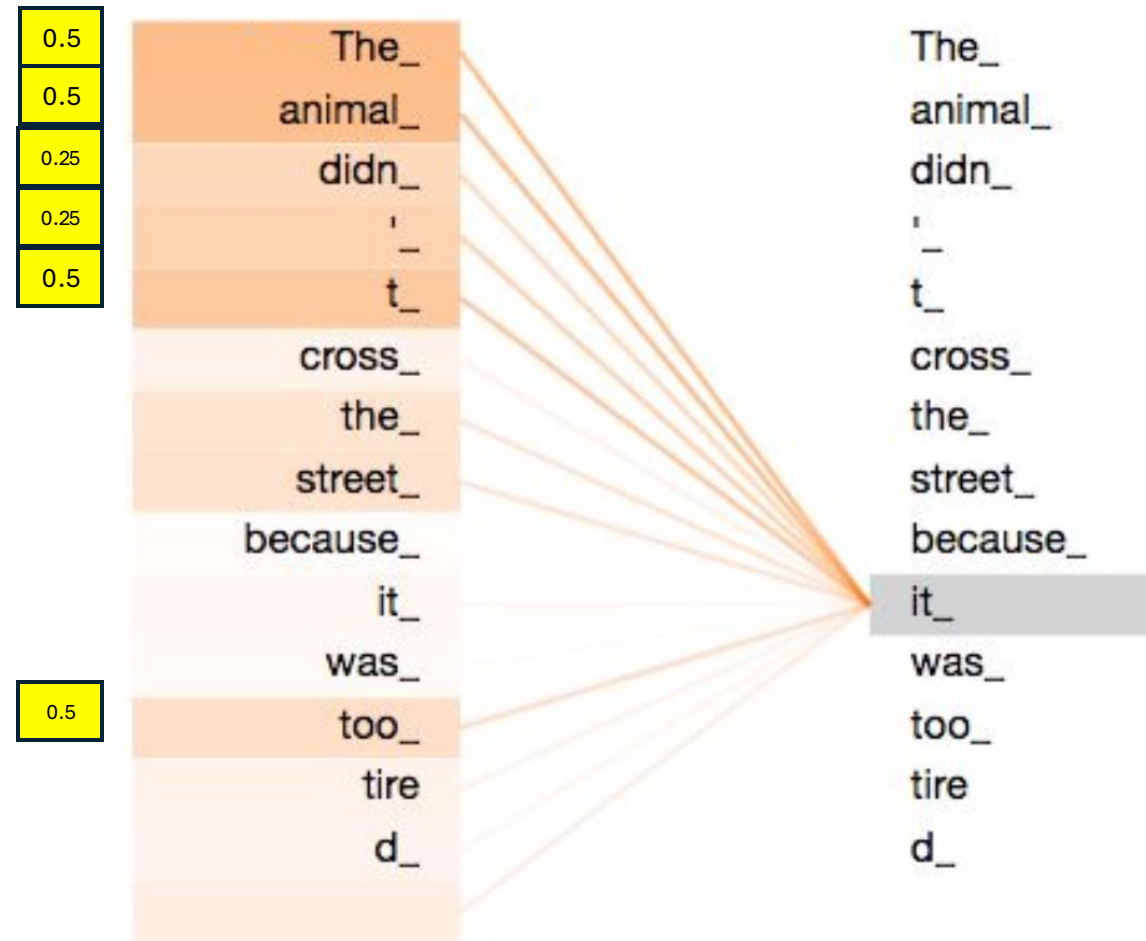 0.5 The_ The_
0.5 animal_ animal_
0.25 didn_ didn_
0.25 '_ '_
0.5 t_ t_
cross_ cross_
the_ the_
street_ street_
because_ because_
it_ it_
was_ was_
0.5 too_ too_
tire tire
d_ d_